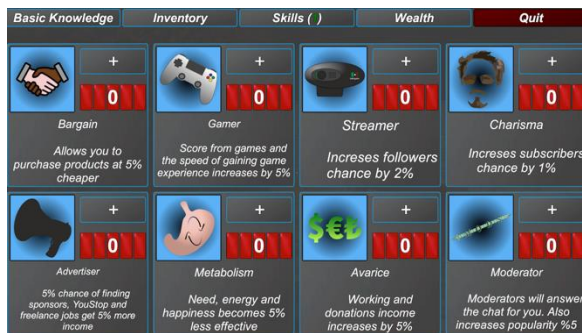 Basic Knowledge
Inventory
Skills ( )
Wealth
Quit
+
+
+
+
0
0
0
0
Bargain
Gamer
Streamer
Charisma
Allows you to
purchase products at 5%
cheaper
Score from games and
the speed of gaining game
experience increases by 5%
Increses followers
chance by 2%
Increses subscribers
chance by 1%
+
+
+
+
0
0
0
0
$€₺
Advertiser
Metabolism
Avarice
Moderator
5% chance of finding
sponsors, YouStop and
freelance jobs get 5% more
income
Need, energy and
happiness becomes 5%
less effective
Working and
donations income
increases by 5%
Moderators will answer
the chat for you. Also
increases popularity %5